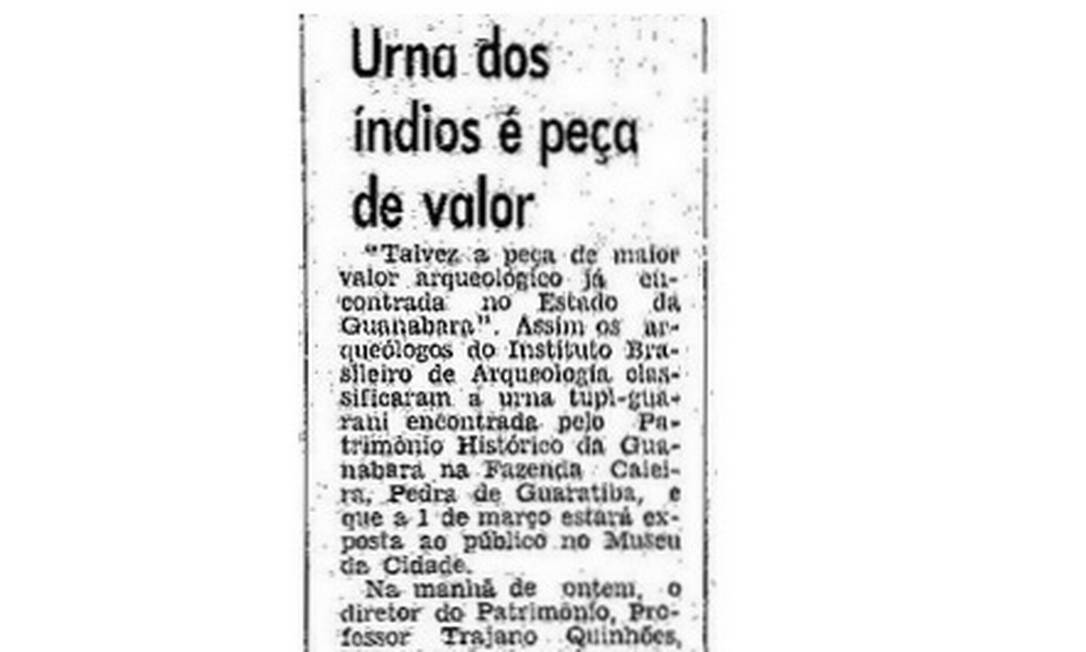 Urna dos
índios é peça
de valor
"Talvez a peça de maior
valor arqueológico já en-
contrada no Estado da
Guanabara". Assim os ar-
queólogos do Instituto Bra-
sileiro de Arqueologia clas-
sificaram a urna tupi-gua-
rani encontrada pelo Pa-
trimônio Histórico da Gua-
nabara na Fazenda Caiei-
ra, Pedra de Guaratiba, e
que a 1 de março estará ex-
posta ao público no Museu
da Cidade.
Na manhã de ontem, o
diretor do Patrimônio, Pro-
fessor Trajano Quinhões,